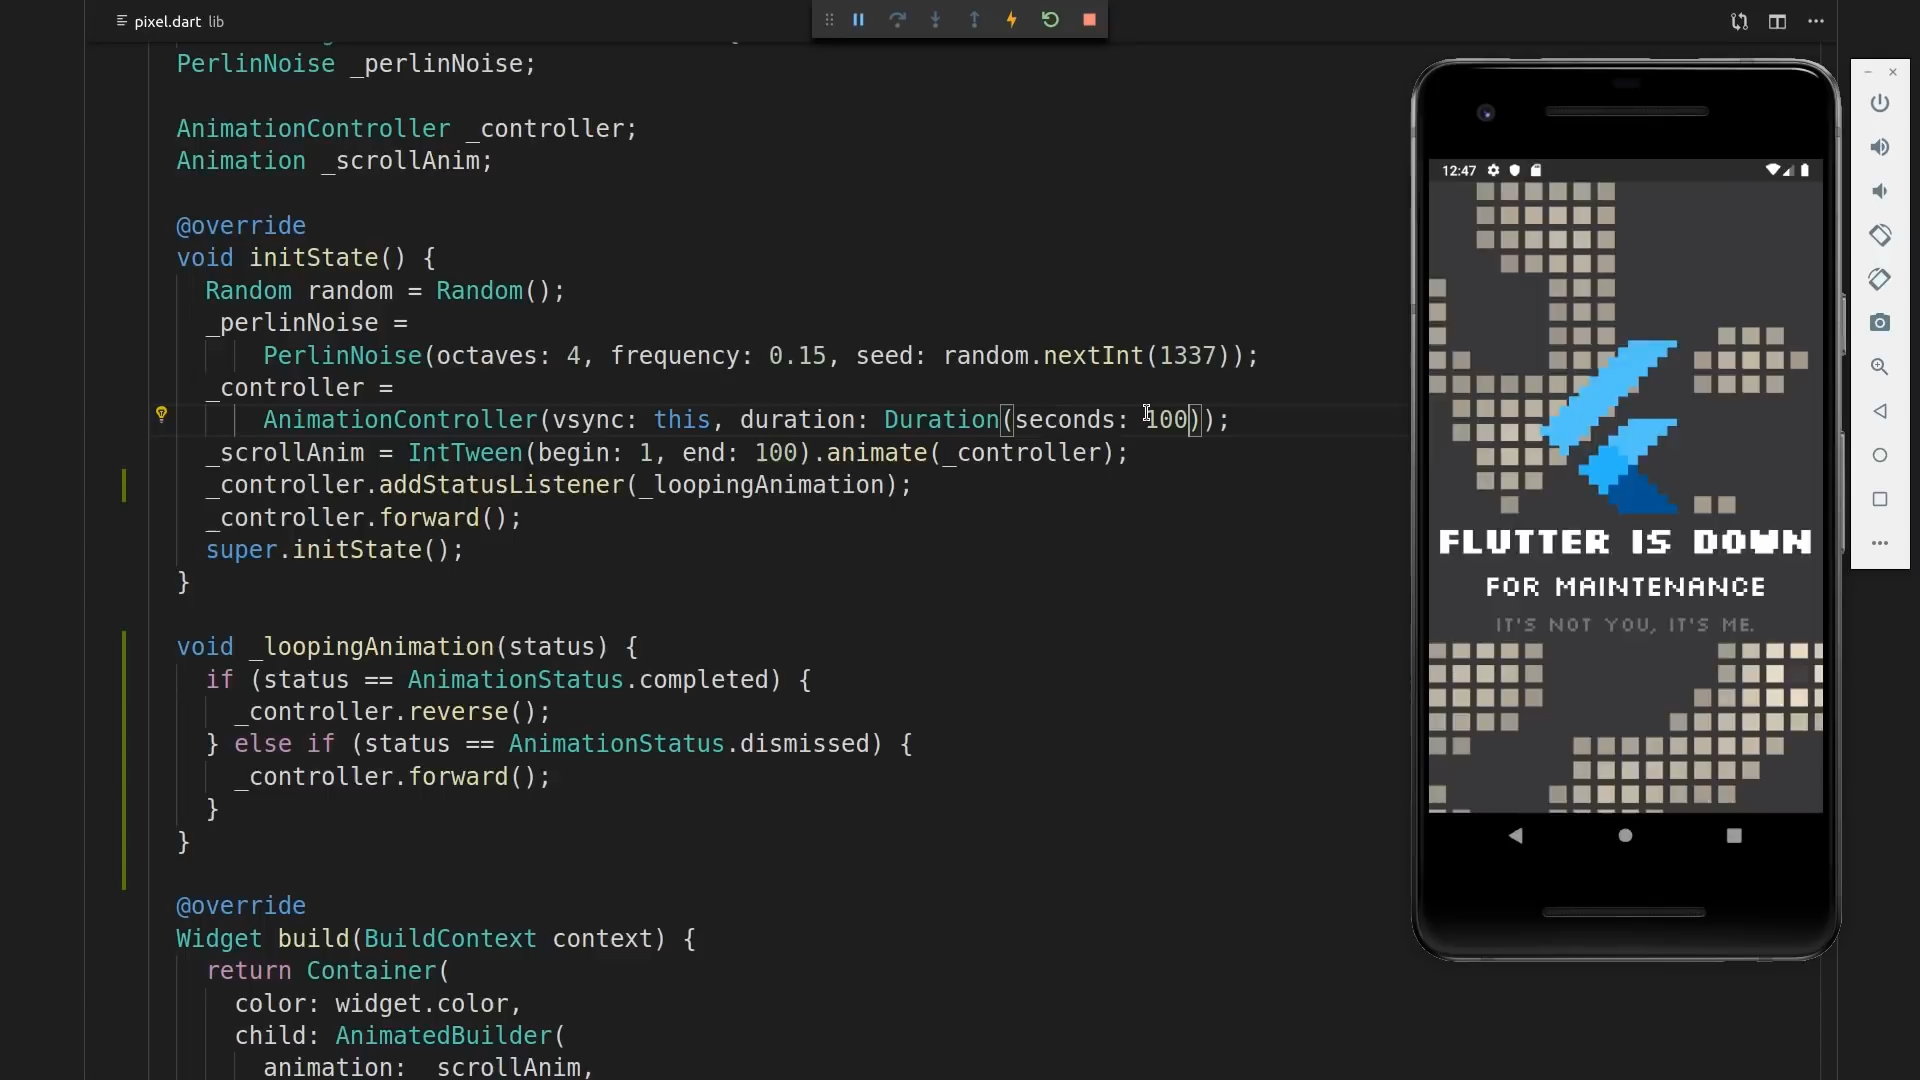 pixel.dart lib
PerlinNoise _perlinNoise;
AnimationController _controller;
Animation _scrollAnim;
@override
void initState() {
Random random = Random();
_perlinNoise =
PerlinNoise(octaves: 4, frequency: 0.15, seed: random.nextInt(1337));
_controller =
AnimationController(vsync: this, duration: Duration(seconds: 100));
_scrollAnim = IntTween(begin: 1, end: 100).animate(_controller);
_controller.addStatusListener(_loopingAnimation);
_controller.forward();
super.initState();
}
void _loopingAnimation(status) {
if (status == AnimationStatus.completed) {
_controller.reverse();
} else if (status == AnimationStatus.dismissed) {
_controller.forward();
}
}
@override
Widget build(BuildContext context) {
return Container(
color: widget.color,
child: AnimatedBuilder(
animation: _scrollAnim,
12:47
FLUTTER IS DOWN
FOR MAINTENANCE
IT'S NOT YOU, IT'S ME.